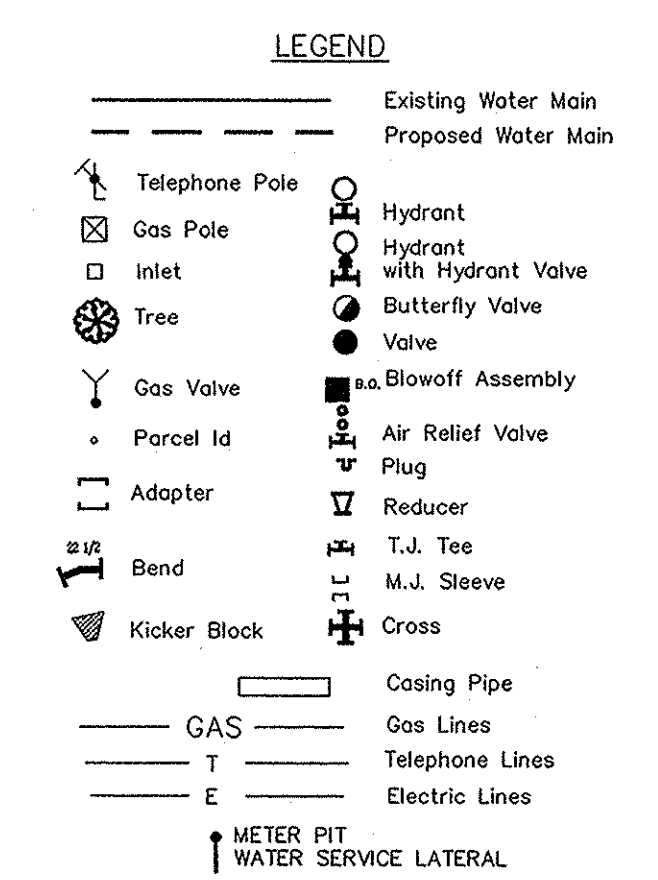 LEGEND
Existing Water Main
Proposed Water Main
Telephone Pole
Gas Pole
Inlet
Tree
Gas Valve
Parcel Id
Adapter
22 1/2
Bend
Kicker Block
Hydrant
Hydrant
with Hydrant Valve
Butterfly Valve
Valve
B.O. Blowoff Assembly
Air Relief Valve
Plug
Reducer
T.J. Tee
M.J. Sleeve
Cross
Casing Pipe
GAS Gas Lines
T Telephone Lines
E Electric Lines
METER PIT
WATER SERVICE LATERAL